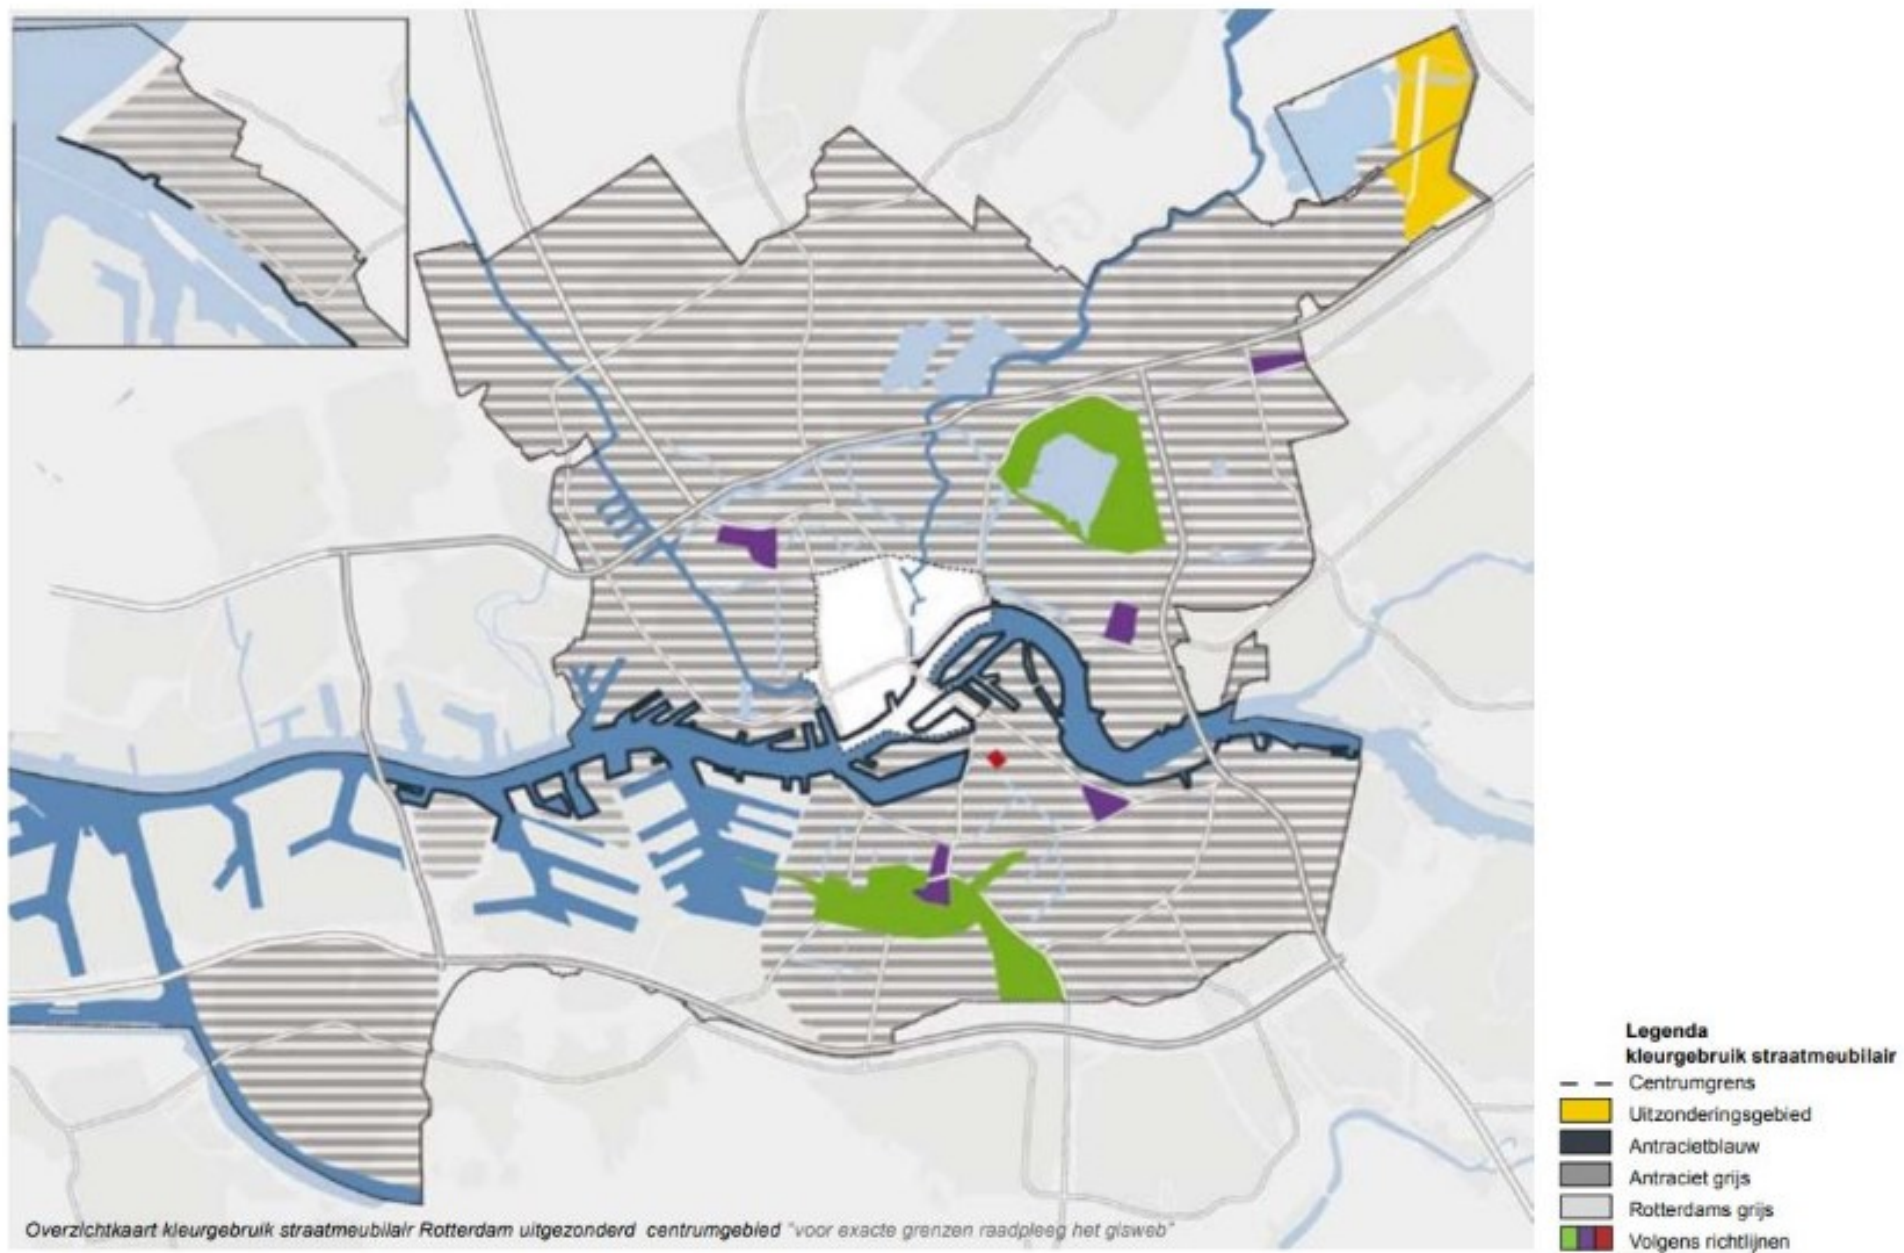 Legenda
kleurgebruik straatmeubilair
Centrumgrens
Uitzonderingsgebied
Antracietblauw
Antraciet grijs
Rotterdams grijs
Volgens richtlijnen
Overzichtkaart kleurgebruik straatmeubilair Rotterdam uitgezonderd centrumgebied "voor exacte grenzen raadpleeg het gisweb"